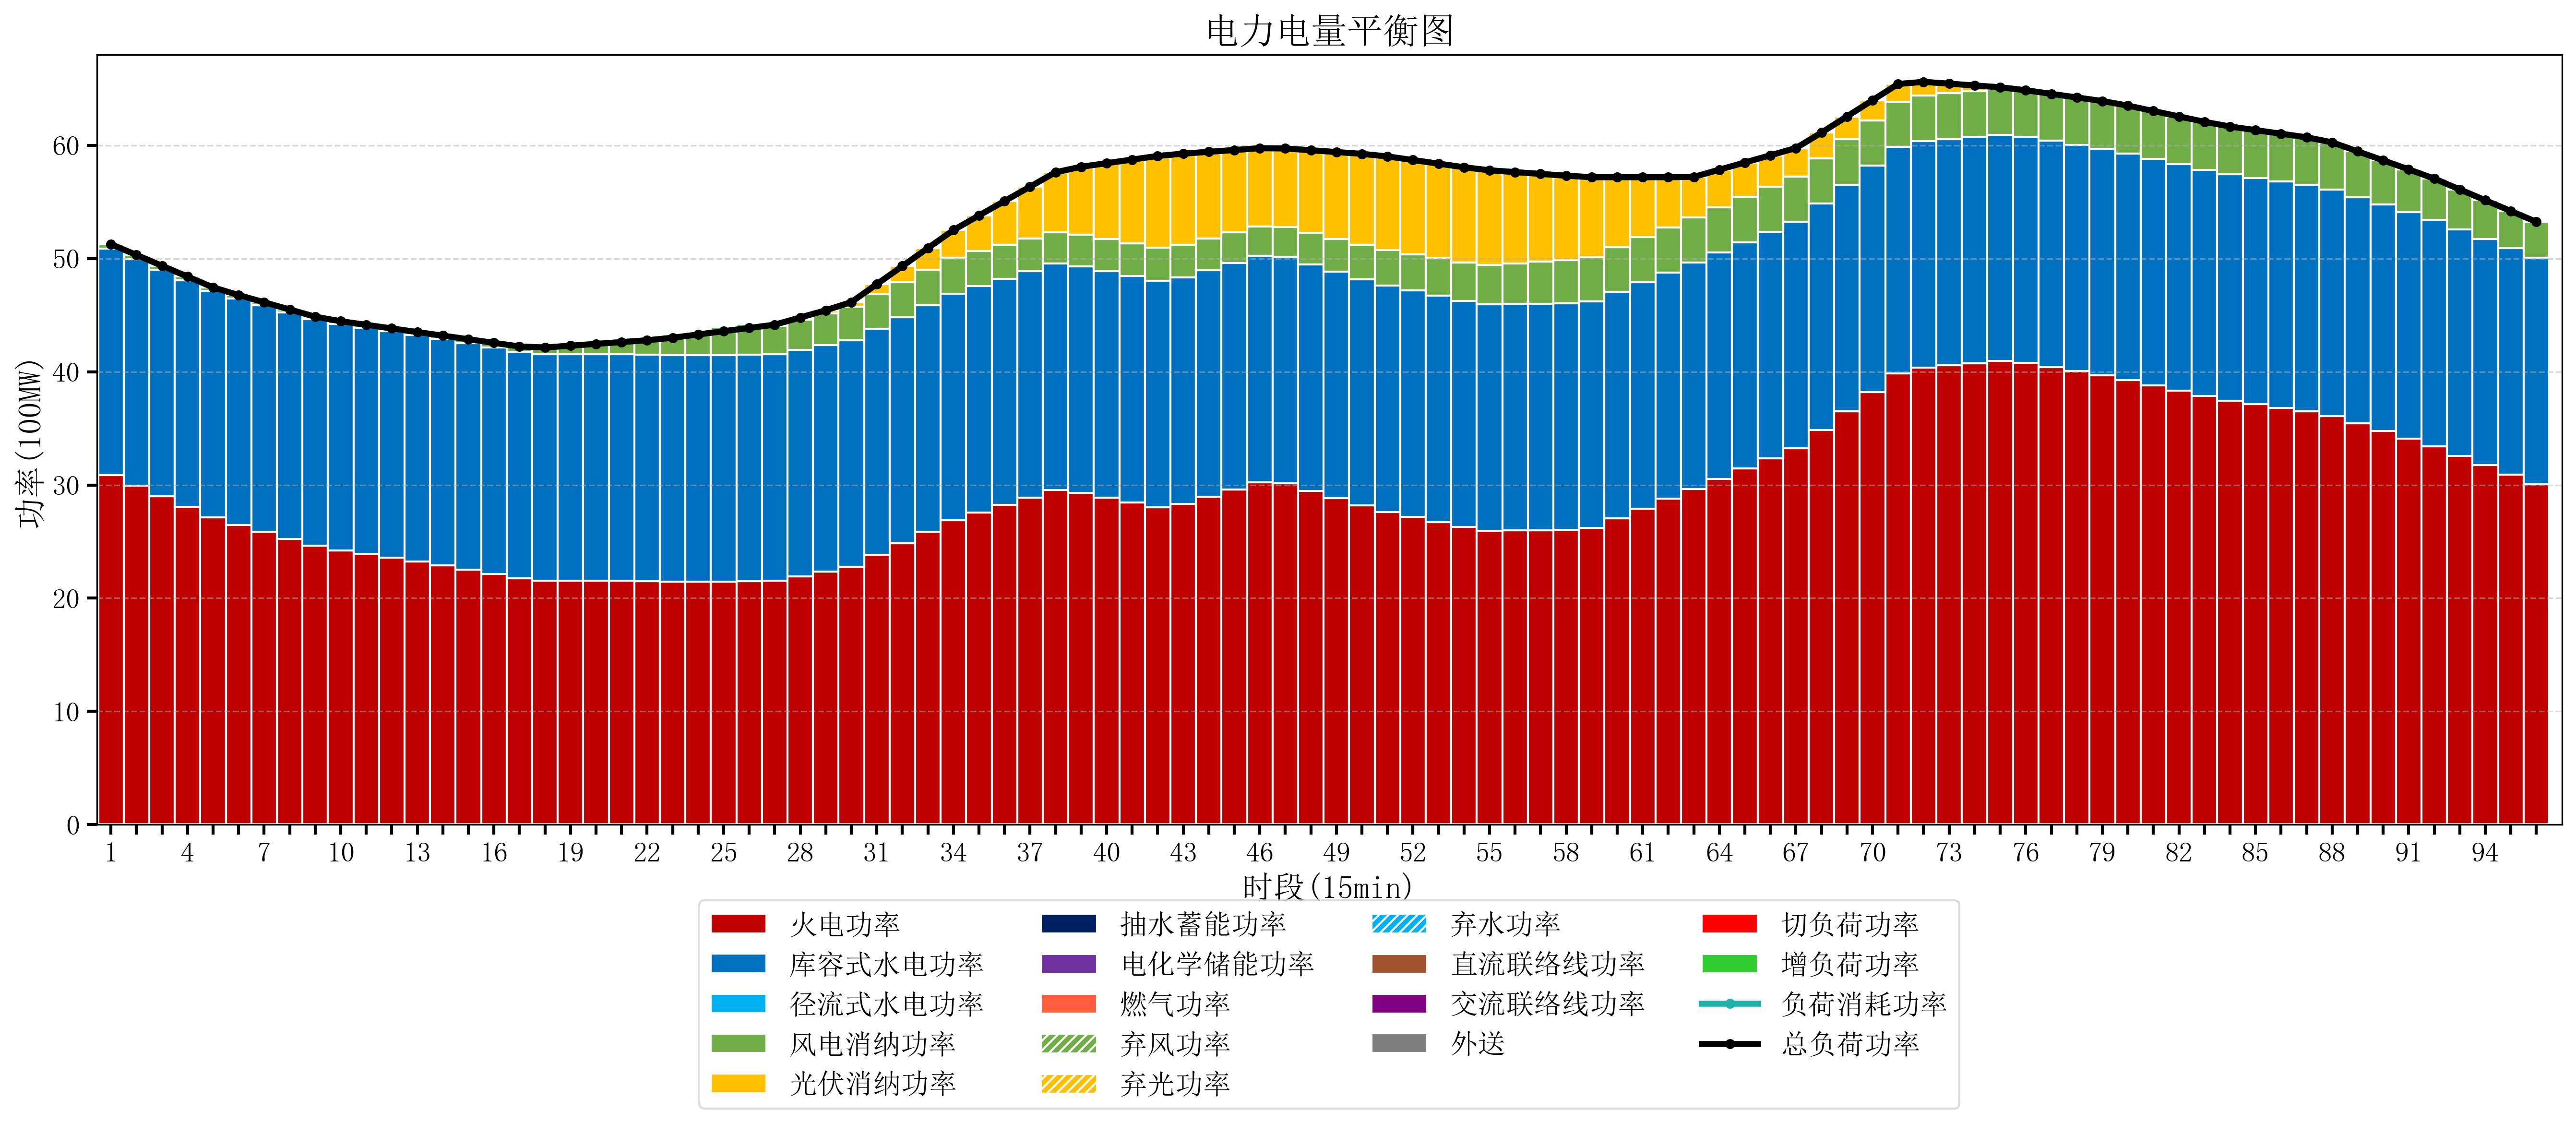 电力电量平衡图
功率(100MW)
60
50
40
30
20
10
0
1 4 7 10 13 16 19 22 25 28 31 34 37 40 43 46 49 52 55 58 61 64 67 70 73 76 79 82 85 88 91 94
时段(15min)
火电功率 抽水蓄能功率 弃水功率 切负荷功率
库容式水电功率 电化学储能功率 直流联络线功率 增负荷功率
径流式水电功率 燃气功率 交流联络线功率 负荷消耗功率
风电消纳功率 弃风功率 外送 总负荷功率
光伏消纳功率 弃光功率